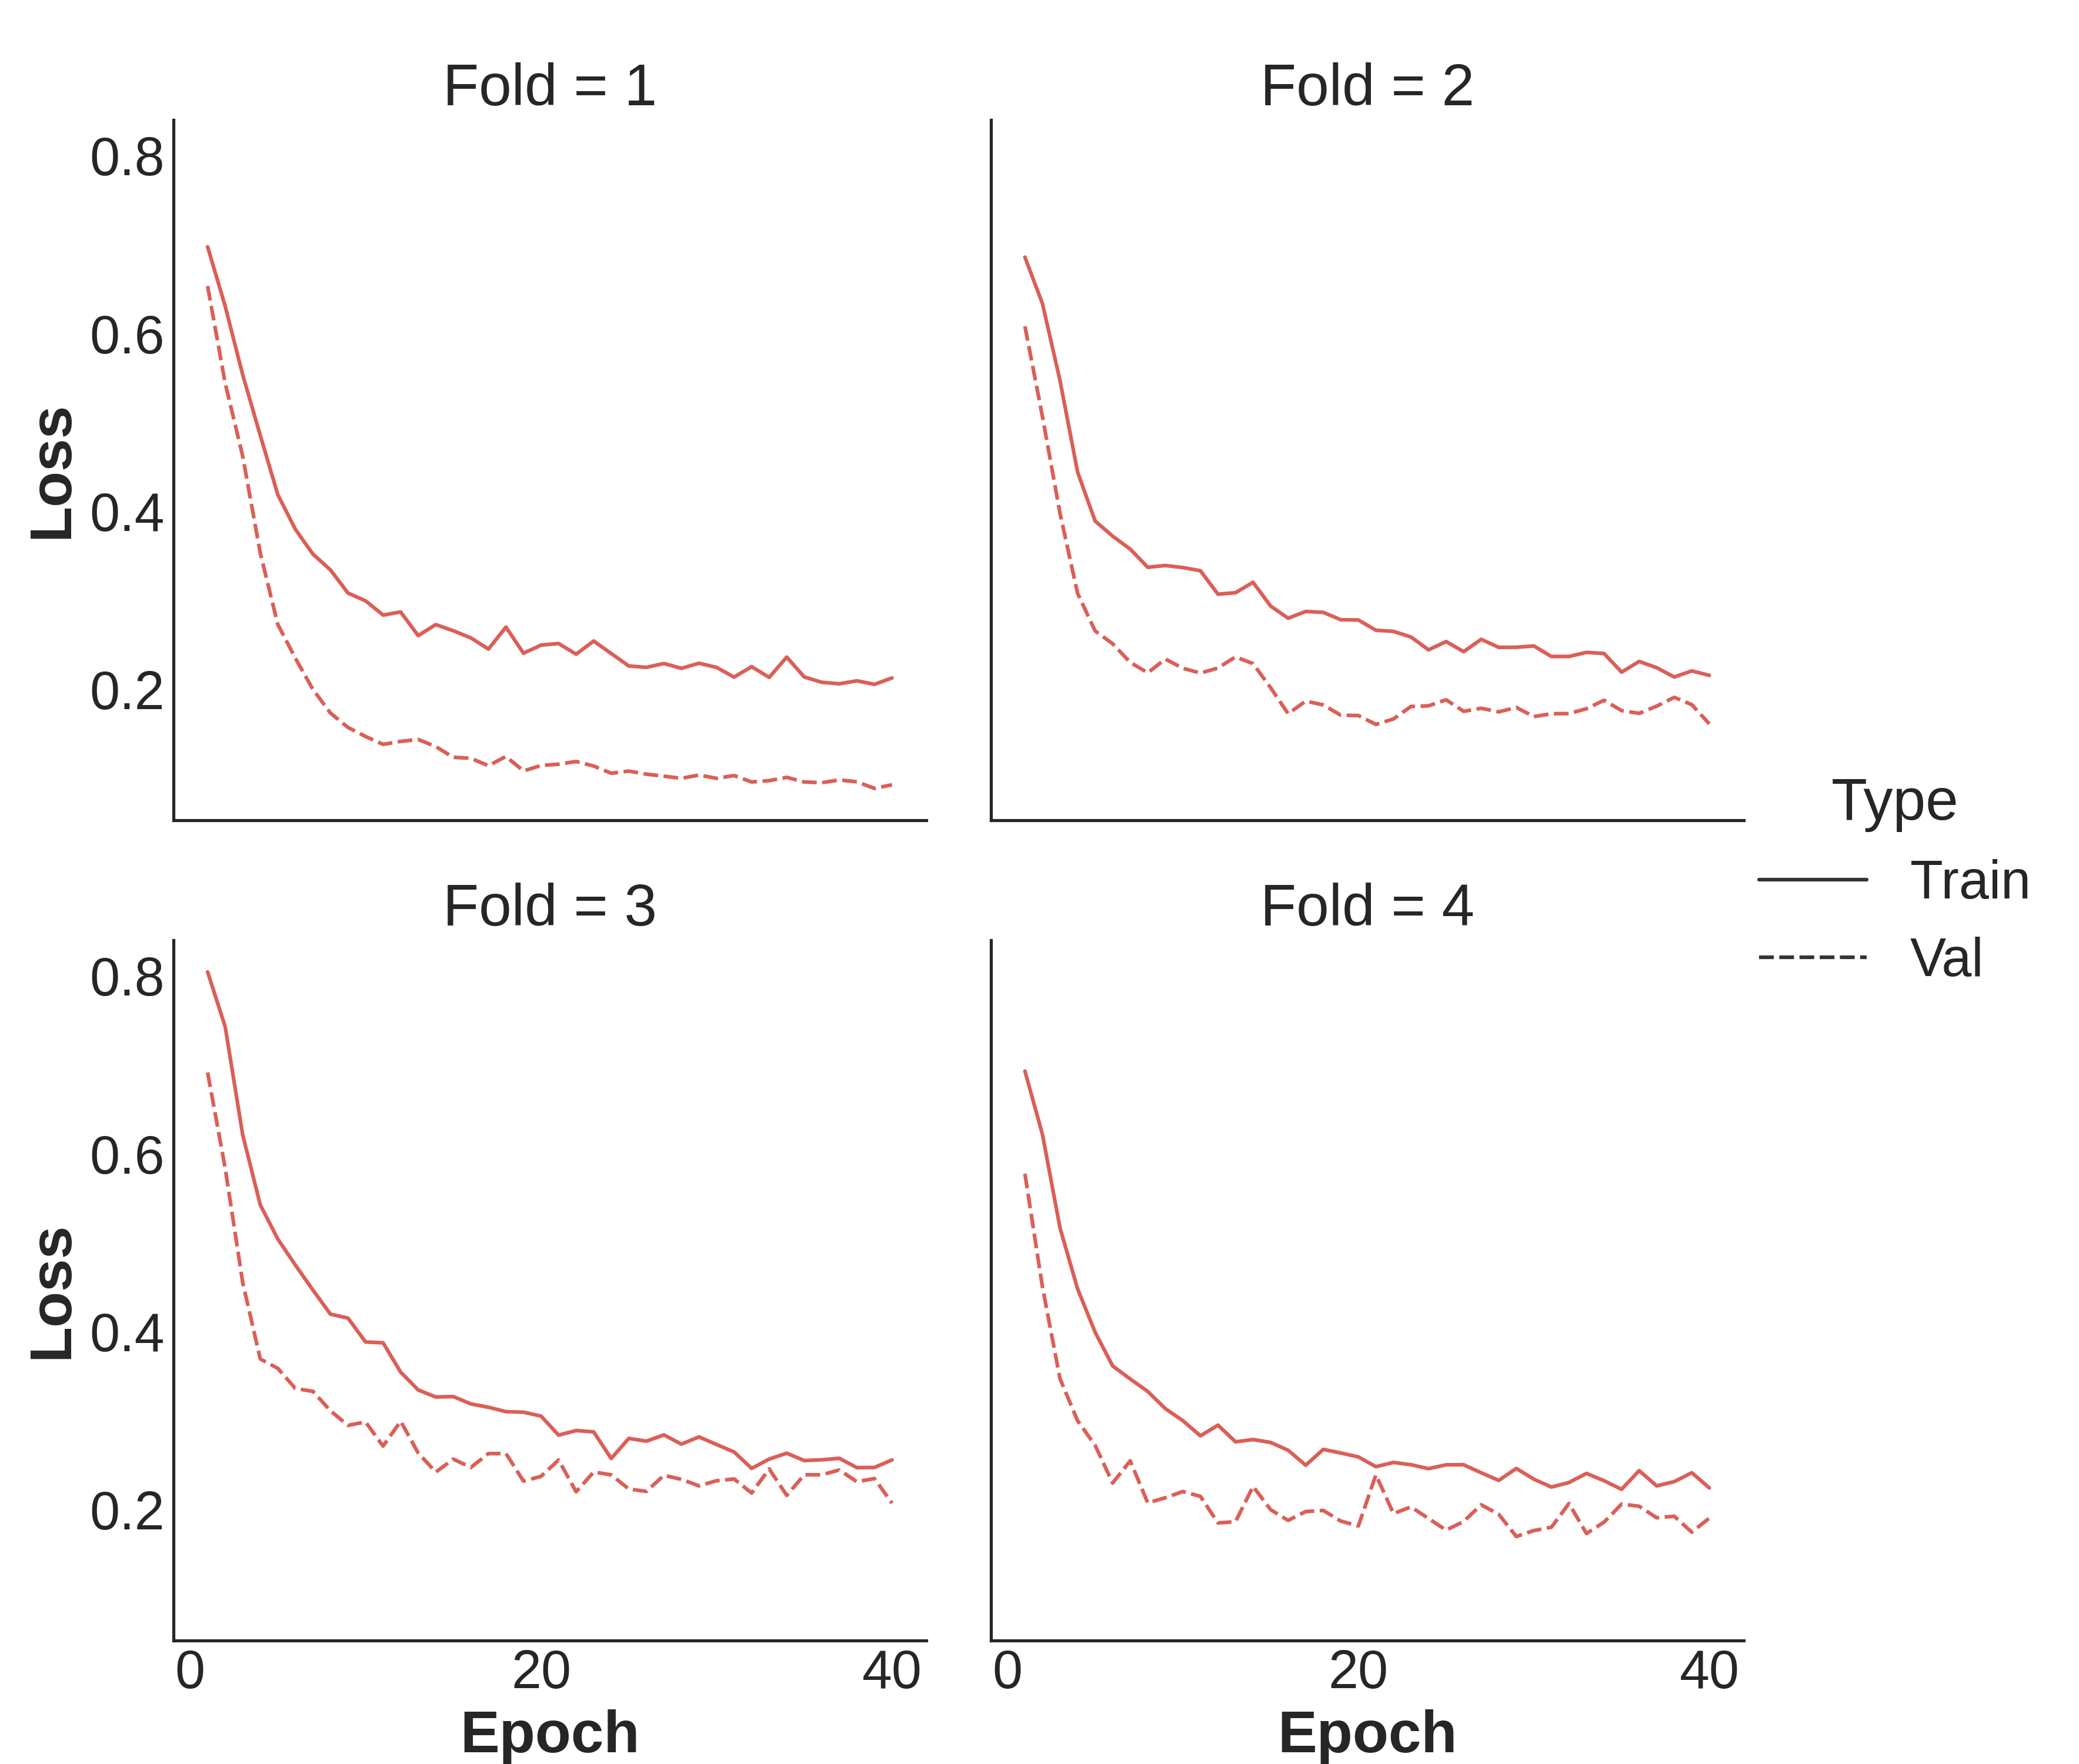 Fold = 1
Fold = 2
0.8
0.6
0.4
0.2
Loss
Type
Train
Val
Fold = 3
Fold = 4
0.8
0.6
0.4
0.2
Loss
0 20 40
0 20 40
Epoch
Epoch